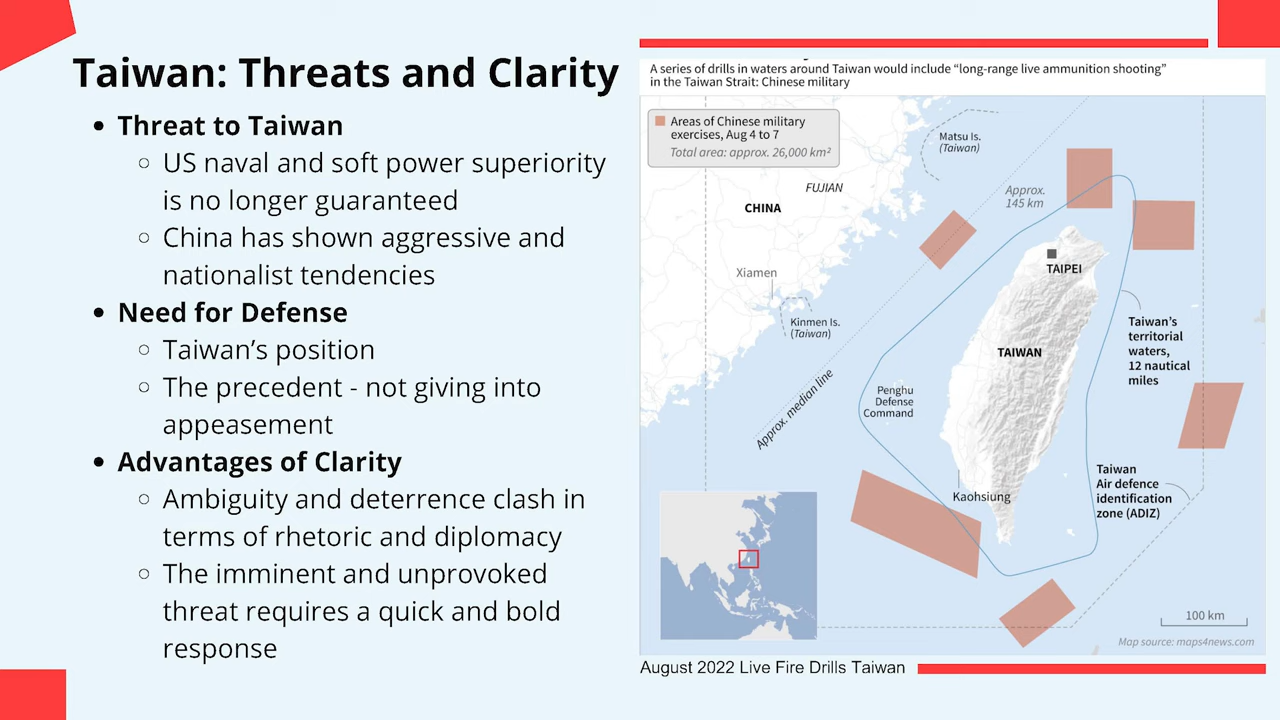 Taiwan: Threats and Clarity
• Threat to Taiwan
○ US naval and soft power superiority
is no longer guaranteed
○ China has shown aggressive and
nationalist tendencies
• Need for Defense
○ Taiwan's position
○ The precedent - not giving into
appeasement
• Advantages of Clarity
○ Ambiguity and deterrence clash in
terms of rhetoric and diplomacy
○ The imminent and unprovoked
threat requires a quick and bold
response
A series of drills in waters around Taiwan would include “long-range live ammunition shooting”
in the Taiwan Strait: Chinese military
Areas of Chinese military
exercises, Aug 4 to 7
Total area: approx. 26,000 km²
Matsu Is.
(Taiwan)
FUJIAN
CHINA
Approx.
145 km
Xiamen
TAIPEI
Kinmen Is.
(Taiwan)
TAIWAN
Taiwan's
territorial
waters,
12 nautical
miles
Approx. median line
Penghu
Defense
Command
Kaohsiung
Taiwan
Air defence
identification
zone (ADIZ)
100 km
Map source: maps4news.com
August 2022 Live Fire Drills Taiwan